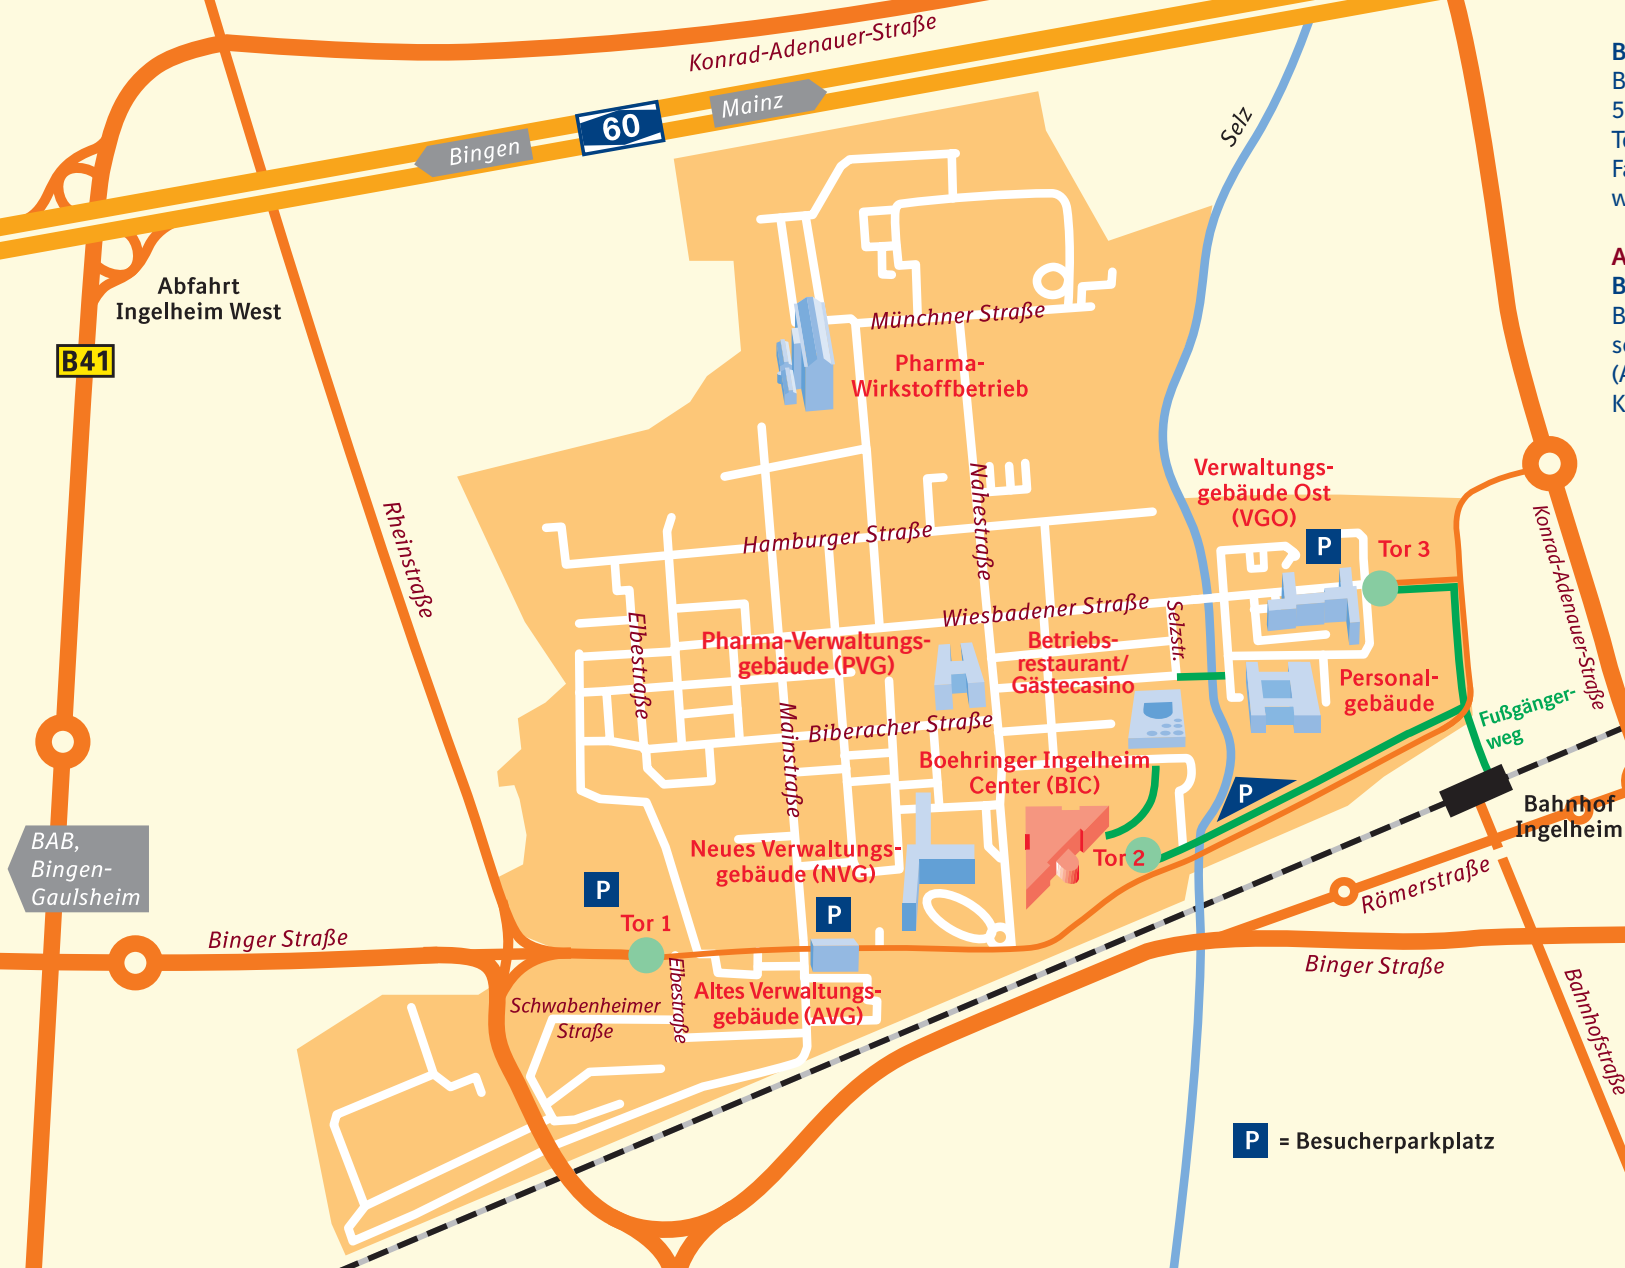 Konrad-Adenauer-Straße
Mainz
60
Bingen
Selz
Abfahrt
Ingelheim West
B41
Münchner Straße
Pharma-
Wirkstoffbetrieb
Rheinstraße
Nahestraße
Hamburger Straße
Verwaltungs-
gebäude Ost
(VGO)
P
Tor 3
Konrad-Adenauer-Straße
Wiesbadener Straße
Selzstr.
Elbestraße
Pharma-Verwaltungs-
gebäude (PVG)
Betriebs-
restaurant/
Gästecasino
Personal-
gebäude
Fußgänger-
weg
Mainstraße
Biberacher Straße
Boehringer Ingelheim
Center (BIC)
P
Bahnhof
Ingelheim
BAB,
Bingen-
Gaulsheim
Neues Verwaltungs-
gebäude (NVG)
Tor 2
Römerstraße
P
P
Tor 1
Binger Straße
Binger Straße
Elbestraße
Schwabenheimer
Straße
Altes Verwaltungs-
gebäude (AVG)
Bahnhofstraße
P = Besucherparkplatz